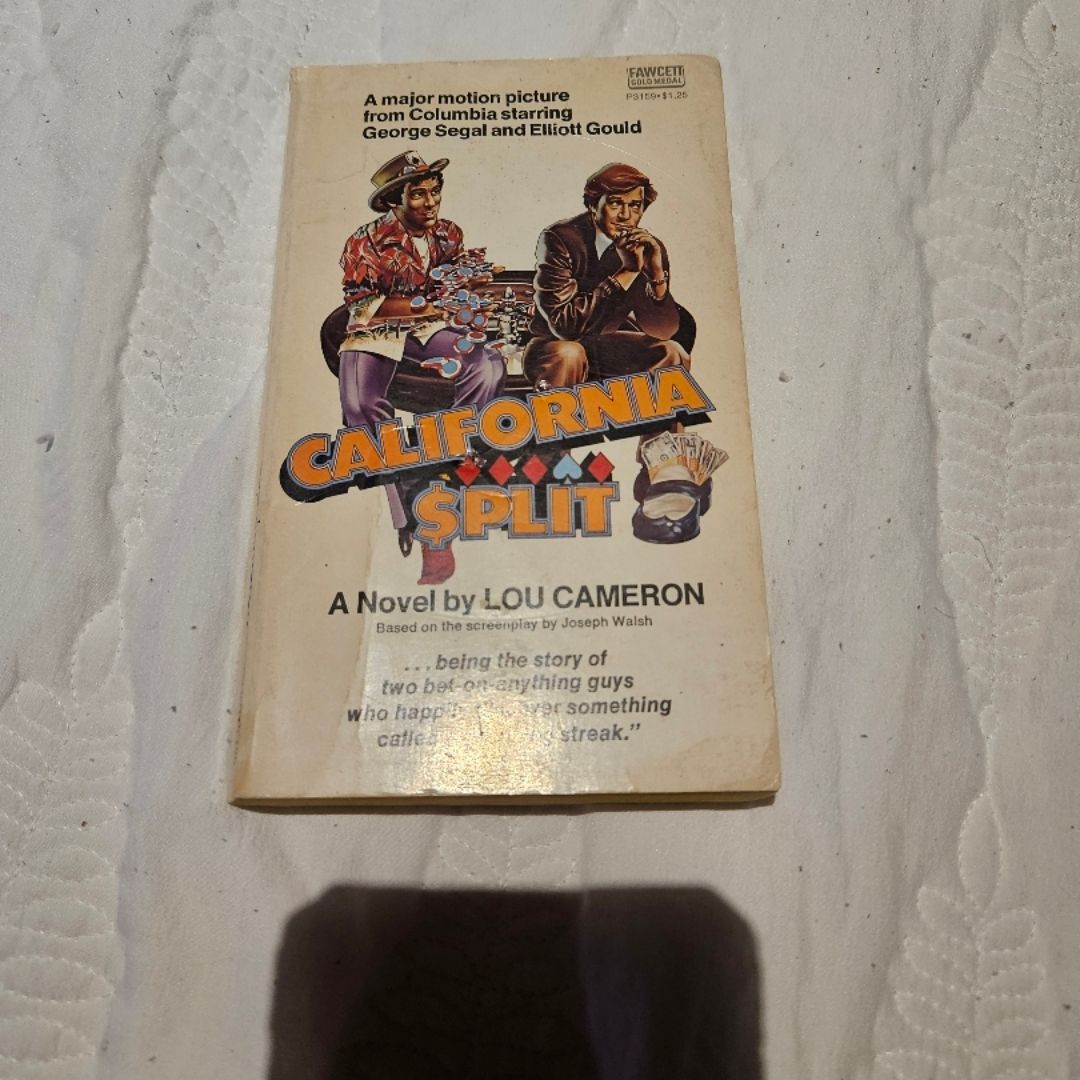 FAWCETT
GOLD MEDAL
P3159•$1.25
A major motion picture
from Columbia starring
George Segal and Elliott Gould
CALIFORNIA
$PLIT
A Novel by LOU CAMERON
Based on the screenplay by Joseph Walsh
...being the story of
two bet-on-anything guys
who something
streak."